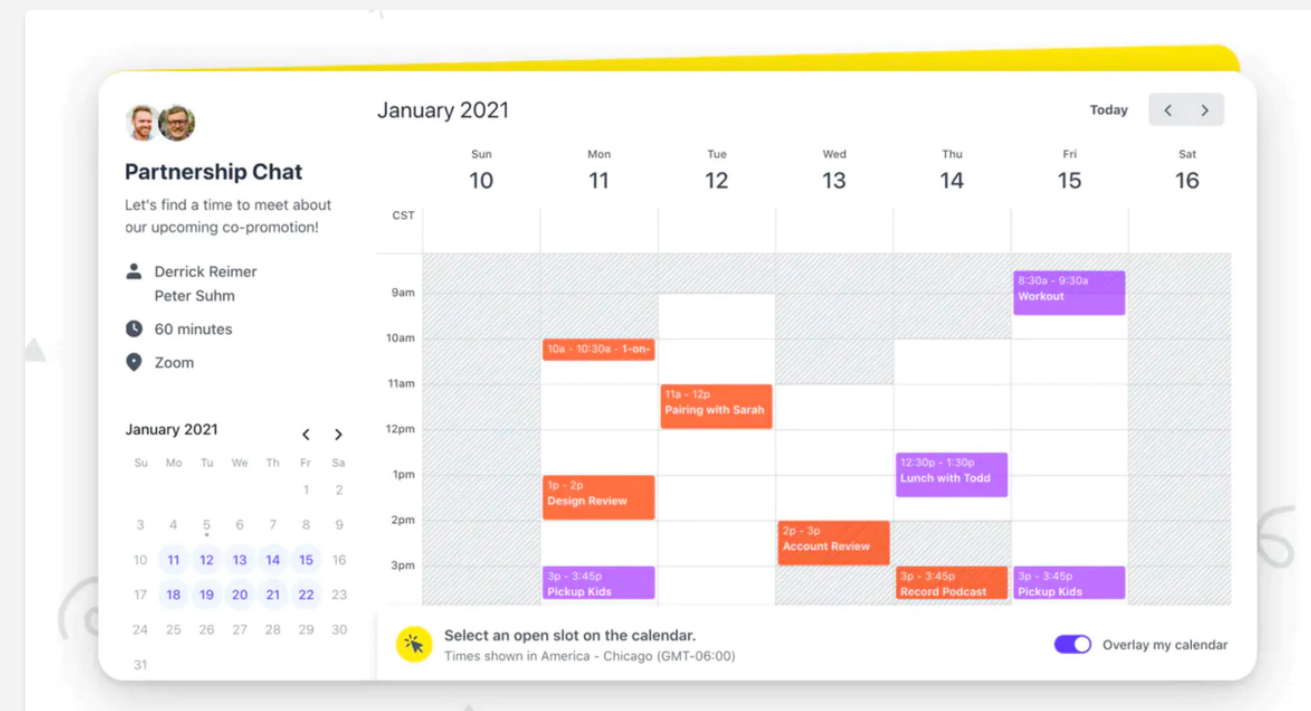 Partnership Chat
Let's find a time to meet about
our upcoming co-promotion!
Derrick Reimer
Peter Suhm
60 minutes
Zoom
January 2021
Su Mo Tu We Th Fr Sa
1 2
3 4 5 6 7 8 9
10 11 12 13 14 15 16
17 18 19 20 21 22 23
24 25 26 27 28 29 30
31
January 2021
Today
Sun Mon Tue Wed Thu Fri Sat
10 11 12 13 14 15 16
CST
8:30a - 9:30a
Workout
9am
10am
10a - 10:30a - 1-on-
11am
11a - 12p
Pairing with Sarah
12pm
12:30p - 1:30p
Lunch with Todd
1pm
1p - 2p
Design Review
2pm
2p - 3p
Account Review
3pm
3p - 3:45p
Pickup Kids
3p - 3:45p
Record Podcast
3p - 3:45p
Pickup Kids
Select an open slot on the calendar.
Times shown in America - Chicago (GMT-06:00)
Overlay my calendar